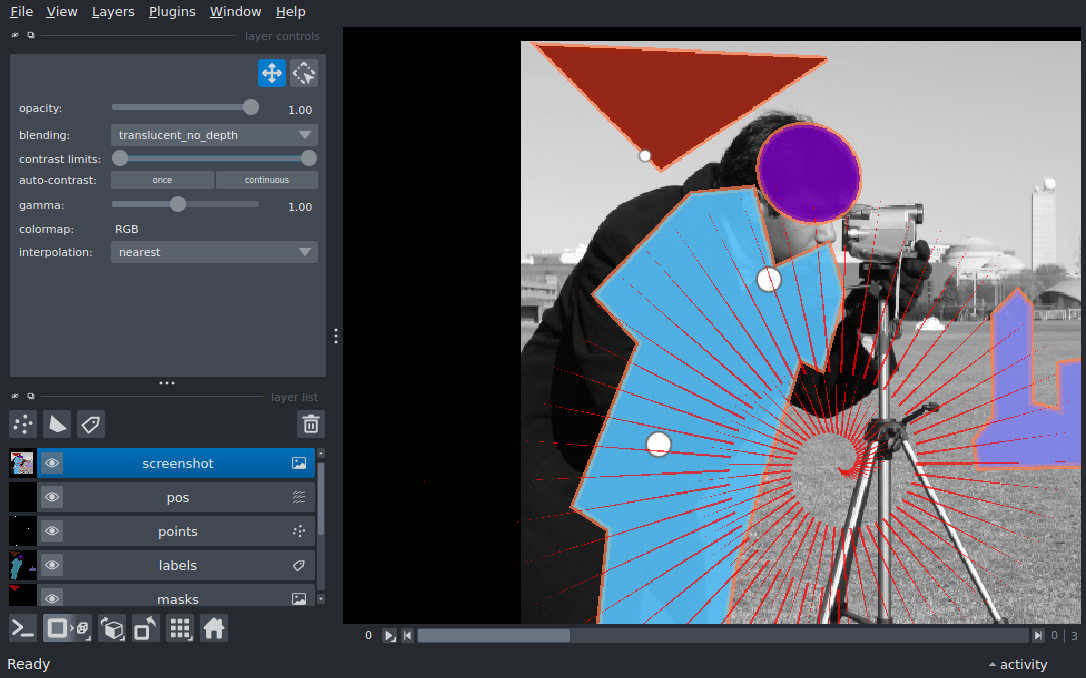 File View Layers Plugins Window Help
layer controls
opacity: 1.00
blending: translucent_no_depth
contrast limits:
auto-contrast: once continuous
gamma: 1.00
colormap: RGB
interpolation: nearest
layer list
screenshot
pos
points
labels
masks
0 0 3
Ready activity